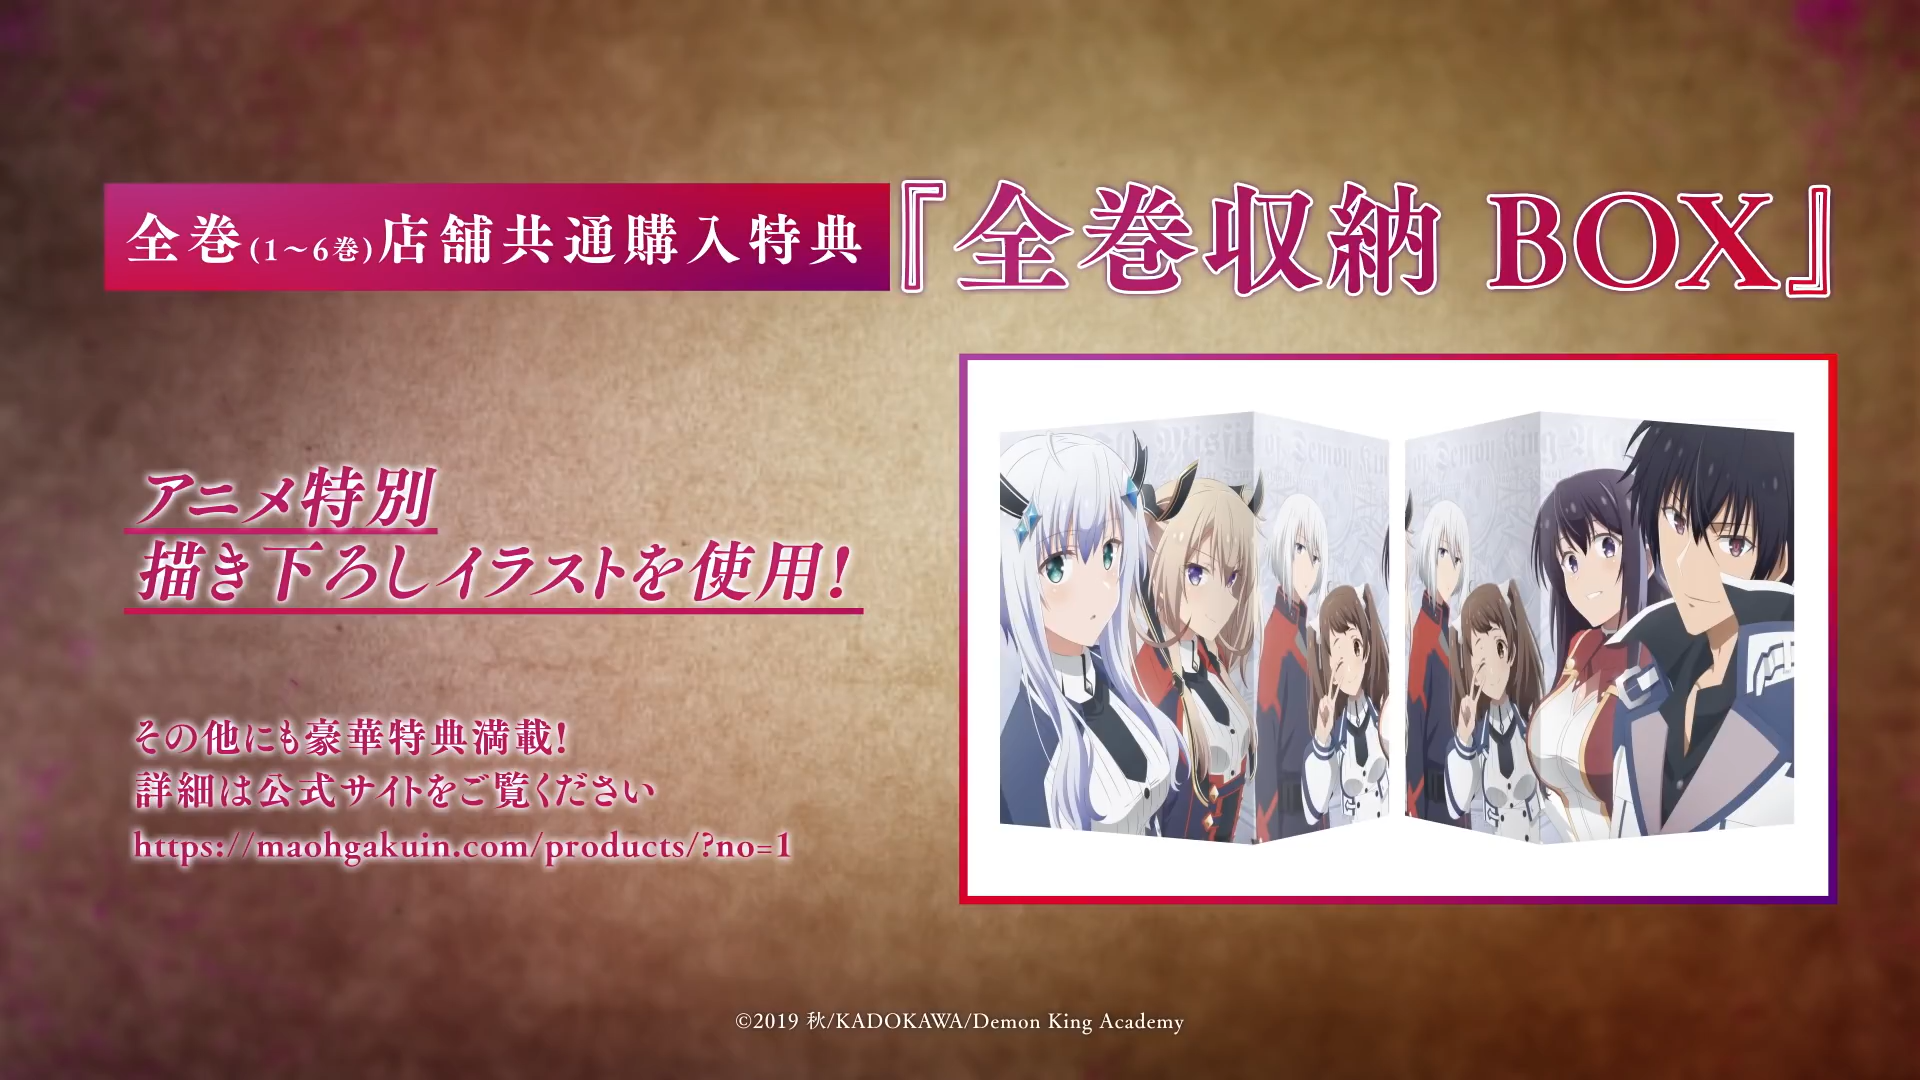 全巻(1～6巻)店舗共通購入特典『全巻収納 BOX』
アニメ特別
描き下ろしイラストを使用!
その他にも豪華特典満載!
詳細は公式サイトをご覧ください
https://maohgakuin.com/products/?no=1
©2019 秋/KADOKAWA/Demon King Academy